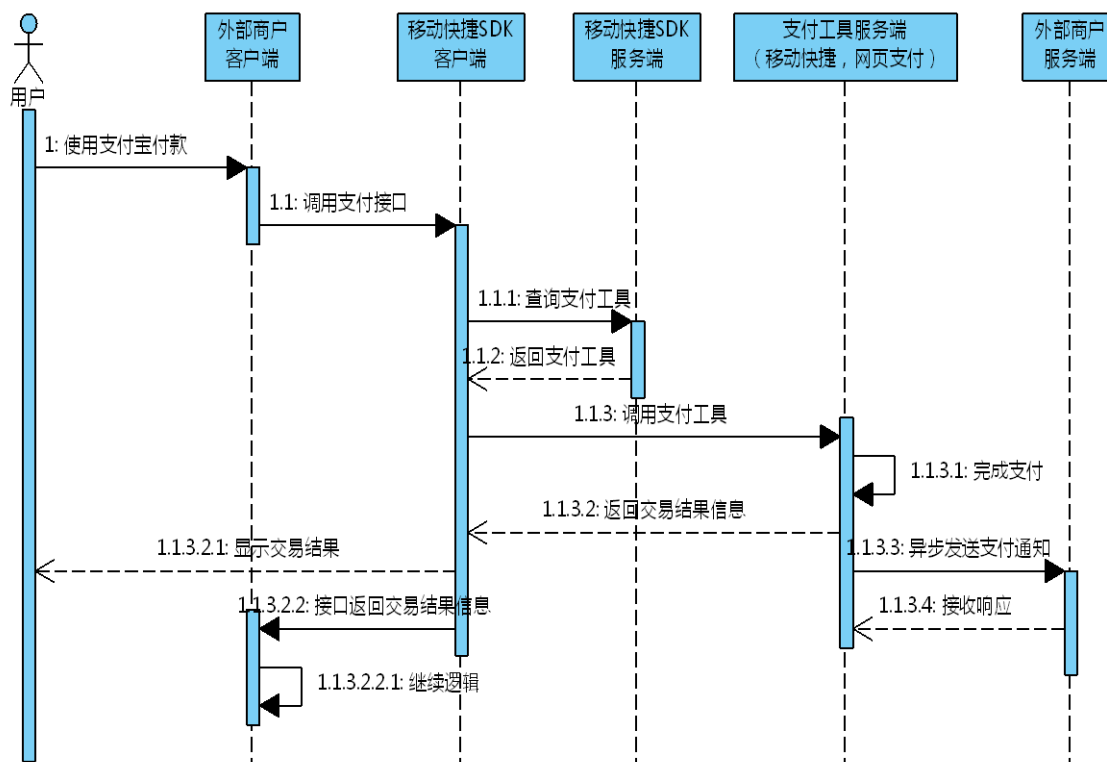 外部商户
客户端
移动快捷SDK
客户端
移动快捷SDK
服务端
支付工具服务端
（移动快捷，网页支付）
外部商户
服务端
用户
1: 使用支付宝付款
1.1: 调用支付接口
1.1.1: 查询支付工具
1.1.2: 返回支付工具
1.1.3: 调用支付工具
1.1.3.1: 完成支付
1.1.3.2: 返回交易结果信息
1.1.3.2.1: 显示交易结果
1.1.3.3: 异步发送支付通知
1.1.3.2.2: 接口返回交易结果信息
1.1.3.4: 接收响应
1.1.3.2.2.1: 继续逻辑